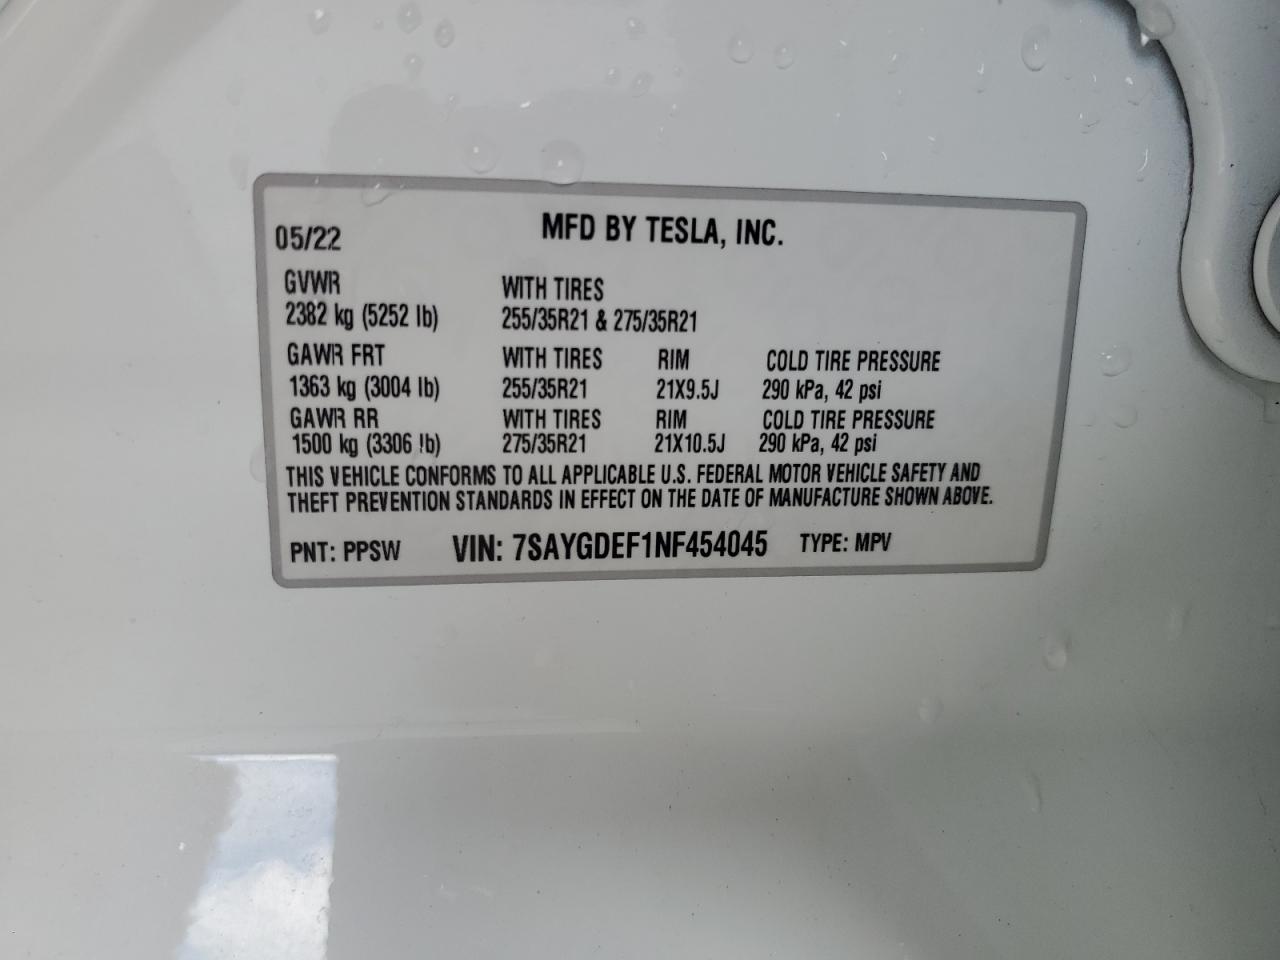 05/22 MFD BY TESLA, INC.
GVWR WITH TIRES
2382 kg (5252 lb) 255/35R21 & 275/35R21
GAWR FRT WITH TIRES RIM COLD TIRE PRESSURE
1363 kg (3004 lb) 255/35R21 21X9.5J 290 kPa, 42 psi
GAWR RR WITH TIRES RIM COLD TIRE PRESSURE
1500 kg (3306 lb) 275/35R21 21X10.5J 290 kPa, 42 psi
THIS VEHICLE CONFORMS TO ALL APPLICABLE U.S. FEDERAL MOTOR VEHICLE SAFETY AND
THEFT PREVENTION STANDARDS IN EFFECT ON THE DATE OF MANUFACTURE SHOWN ABOVE.
PNT: PPSW VIN: 7SAYGDEF1NF454045 TYPE: MPV